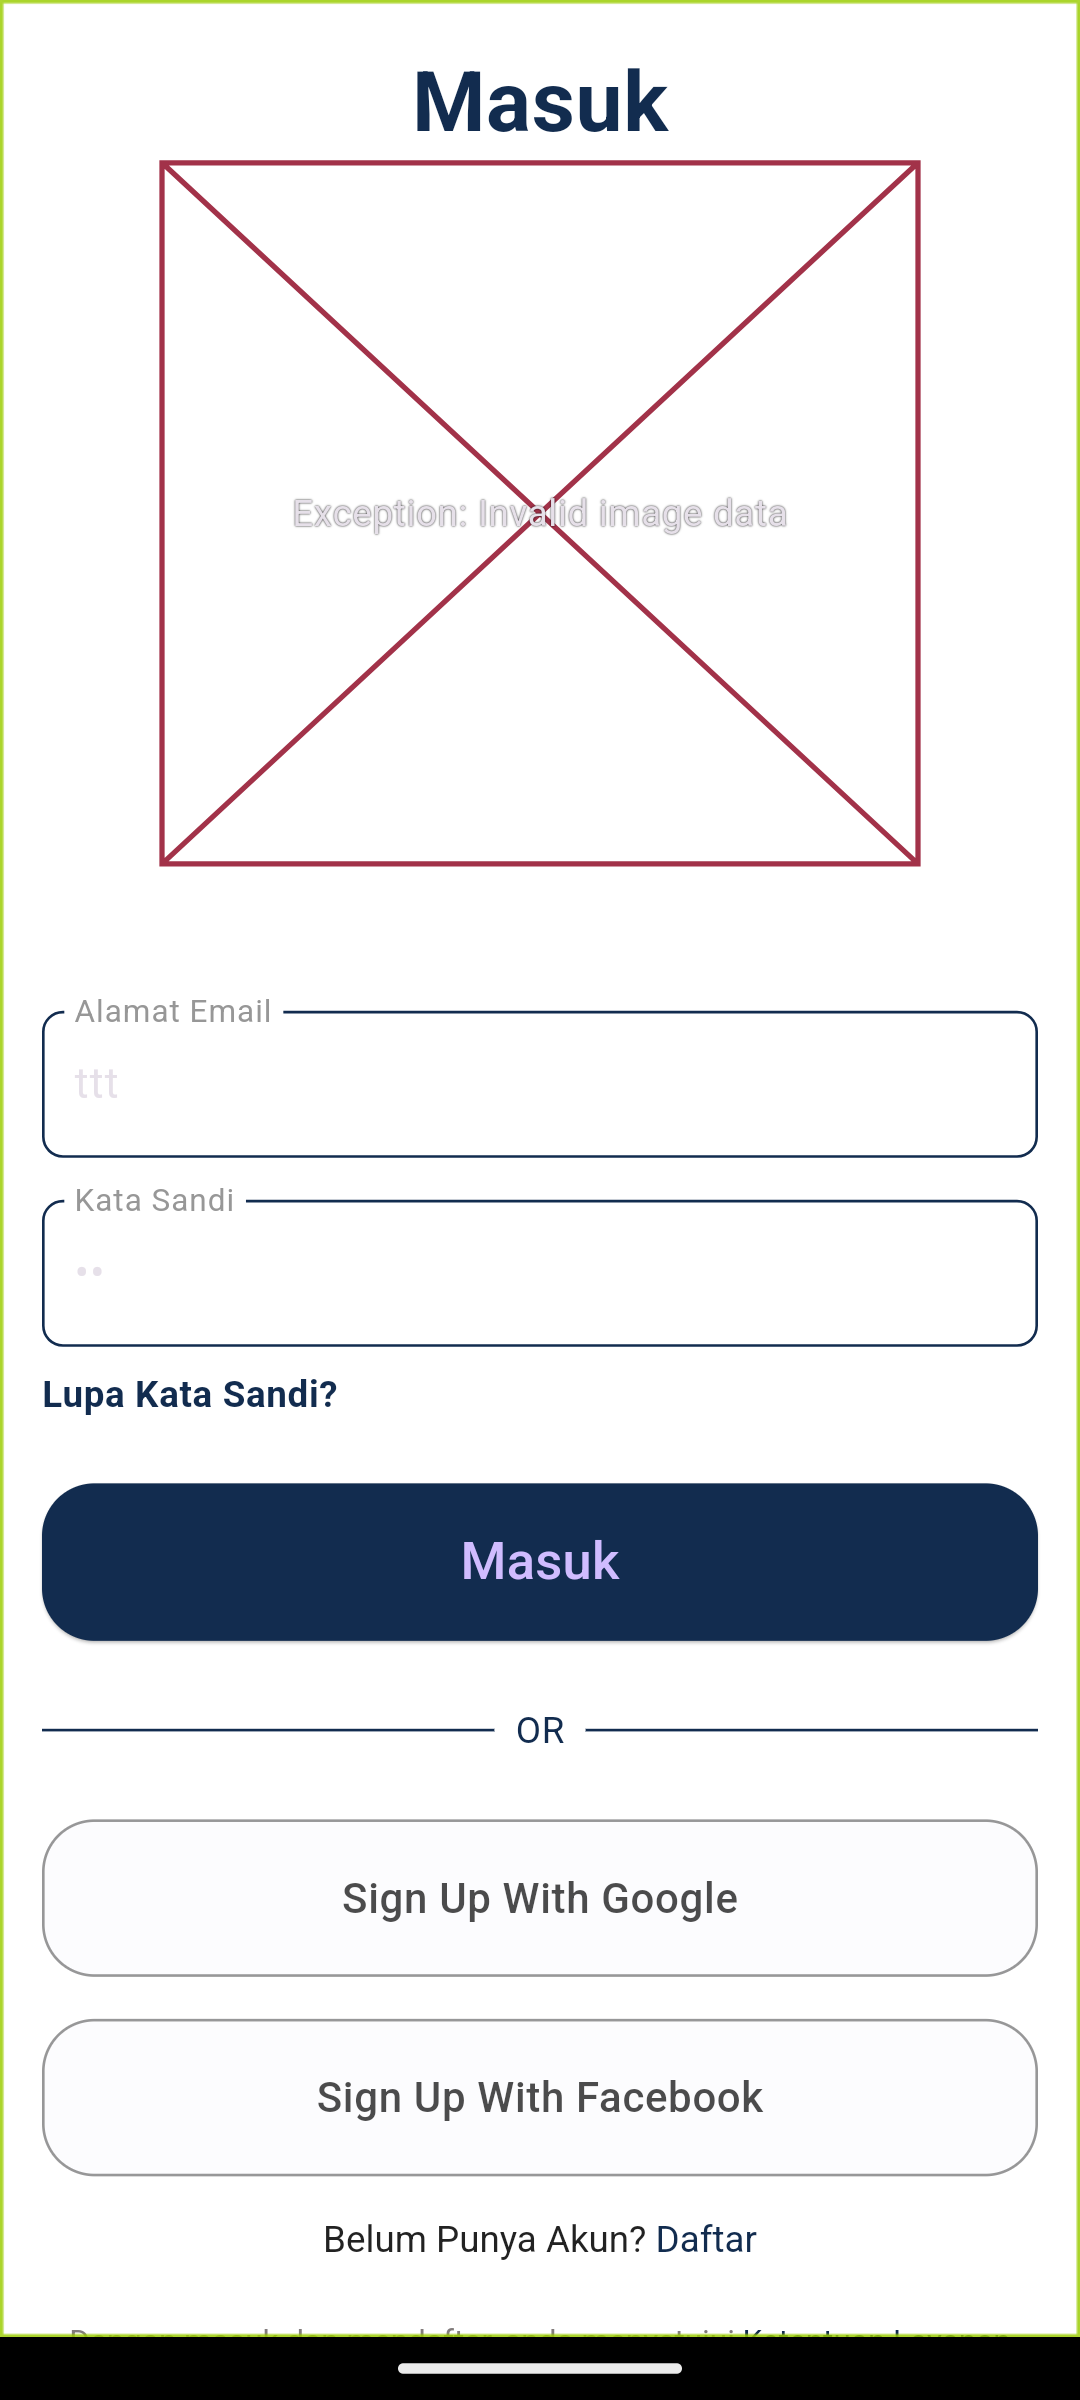 Masuk
Exception: Invalid image data
Alamat Email
ttt
Kata Sandi
••
Lupa Kata Sandi?
Masuk
OR
Sign Up With Google
Sign Up With Facebook
Belum Punya Akun? Daftar